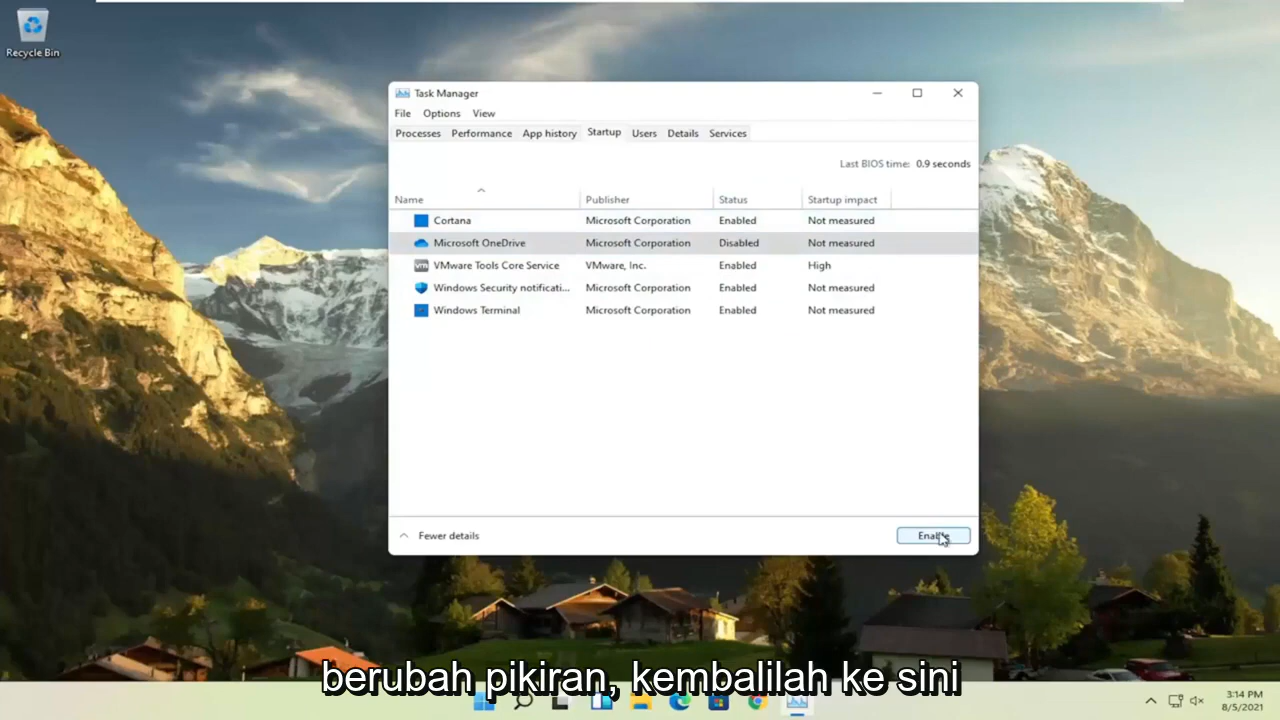 Recycle Bin
Task Manager
File Options View
Processes Performance App history Startup Users Details Services
Last BIOS time: 0.9 seconds
Name Publisher Status Startup impact
Cortana Microsoft Corporation Enabled Not measured
Microsoft OneDrive Microsoft Corporation Disabled Not measured
vm VMware Tools Core Service VMware, Inc. Enabled High
Windows Security notificati... Microsoft Corporation Enabled Not measured
Windows Terminal Microsoft Corporation Enabled Not measured
Fewer details Enable
berubah pikiran, kembalilah ke sini
3:14 PM
8/5/2021